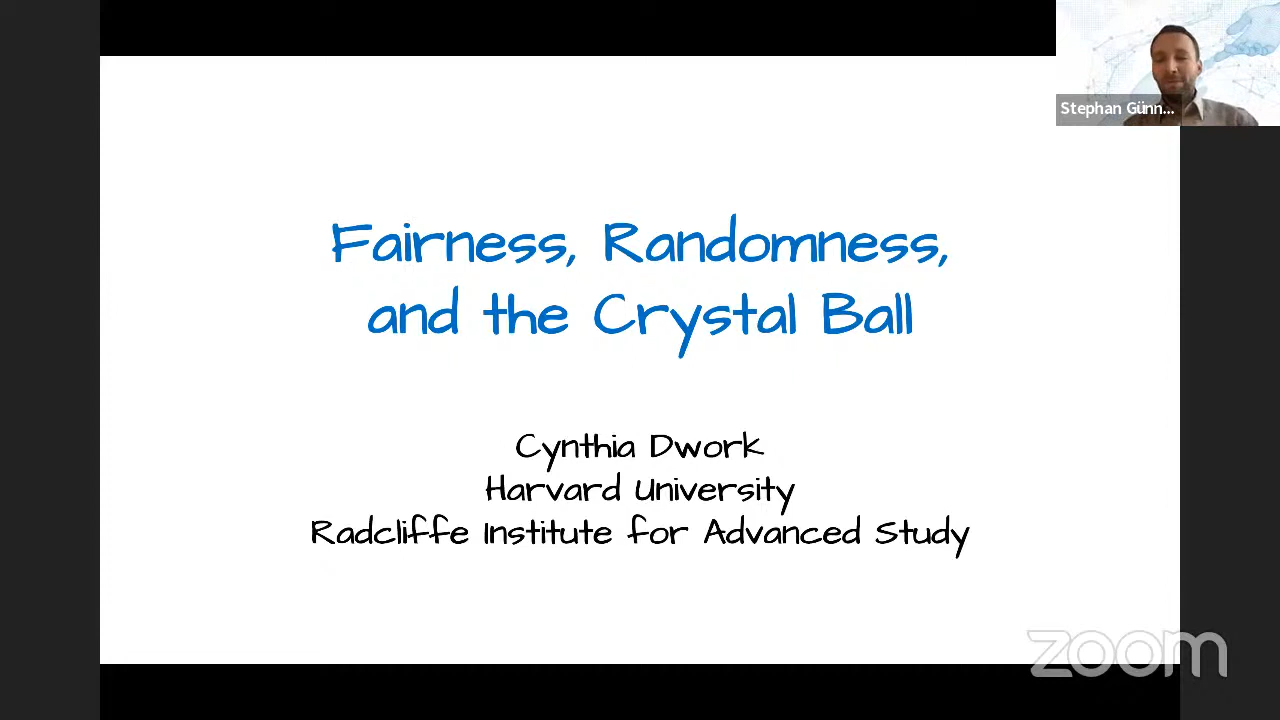 Stephan Günn...
Fairness, Randomness,
and the Crystal Ball
Cynthia Dwork
Harvard University
Radcliffe Institute for Advanced Study
zoom